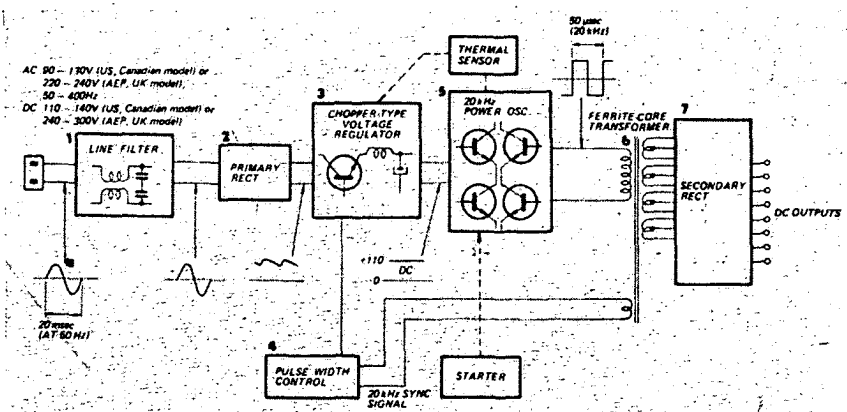 AC 90 – 130V (US, Canadian model) or
220 – 240V (AEP, UK model),
50 – 400Hz
DC 110 – 140V (US, Canadian model) or
240 – 300V (AEP, UK model)
1
LINE FILTER
2
PRIMARY
RECT
3
CHOPPER-TYPE
VOLTAGE
REGULATOR
THERMAL
SENSOR
5
20 kHz
POWER OSC
50 µsec
(20 kHz)
FERRITE-CORE
TRANSFORMER
6
7
SECONDARY
RECT
DC OUTPUTS
+110
DC
0
20 msec
(AT 50 Hz)
4
PULSE WIDTH
CONTROL
20 kHz SYNC
SIGNAL
STARTER